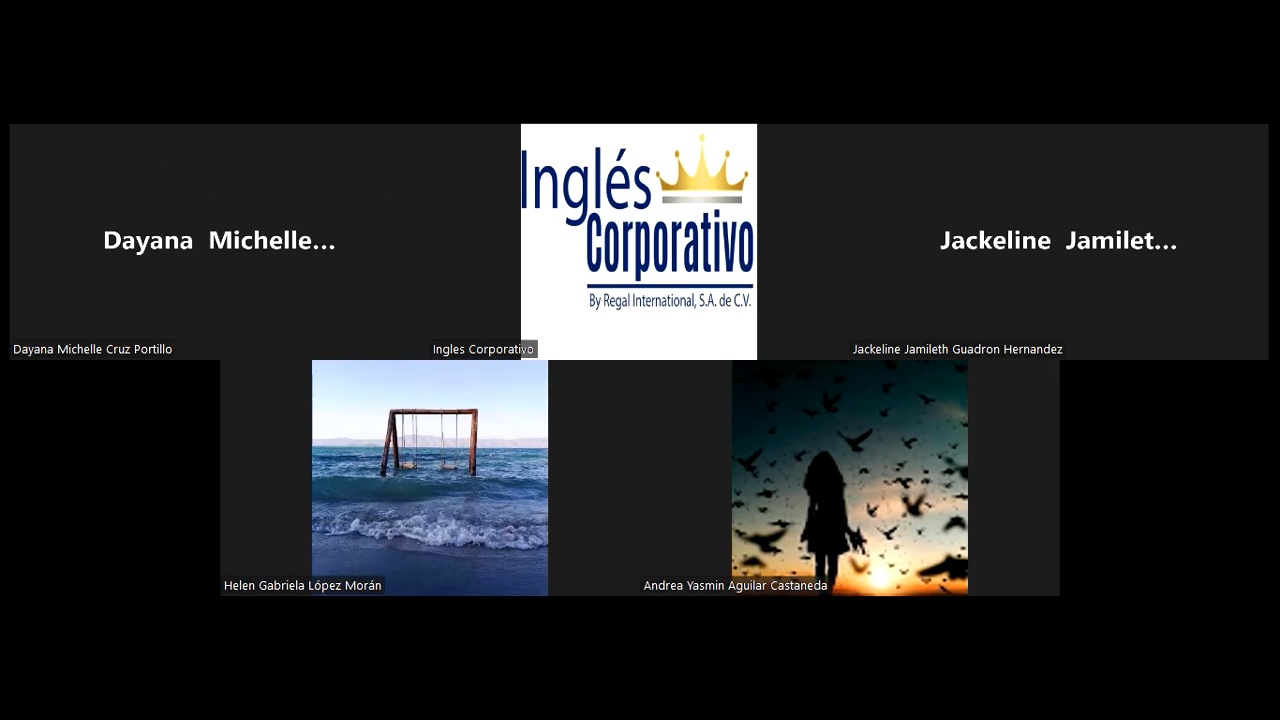 Dayana Michelle...
Inglés
Corporativo
By Regal International, S.A. de C.V.
Jackeline Jamilet...
Dayana Michelle Cruz Portillo
Ingles Corporativo
Jackeline Jamileth Guadron Hernandez
Helen Gabriela López Morán
Andrea Yasmin Aguilar Castaneda